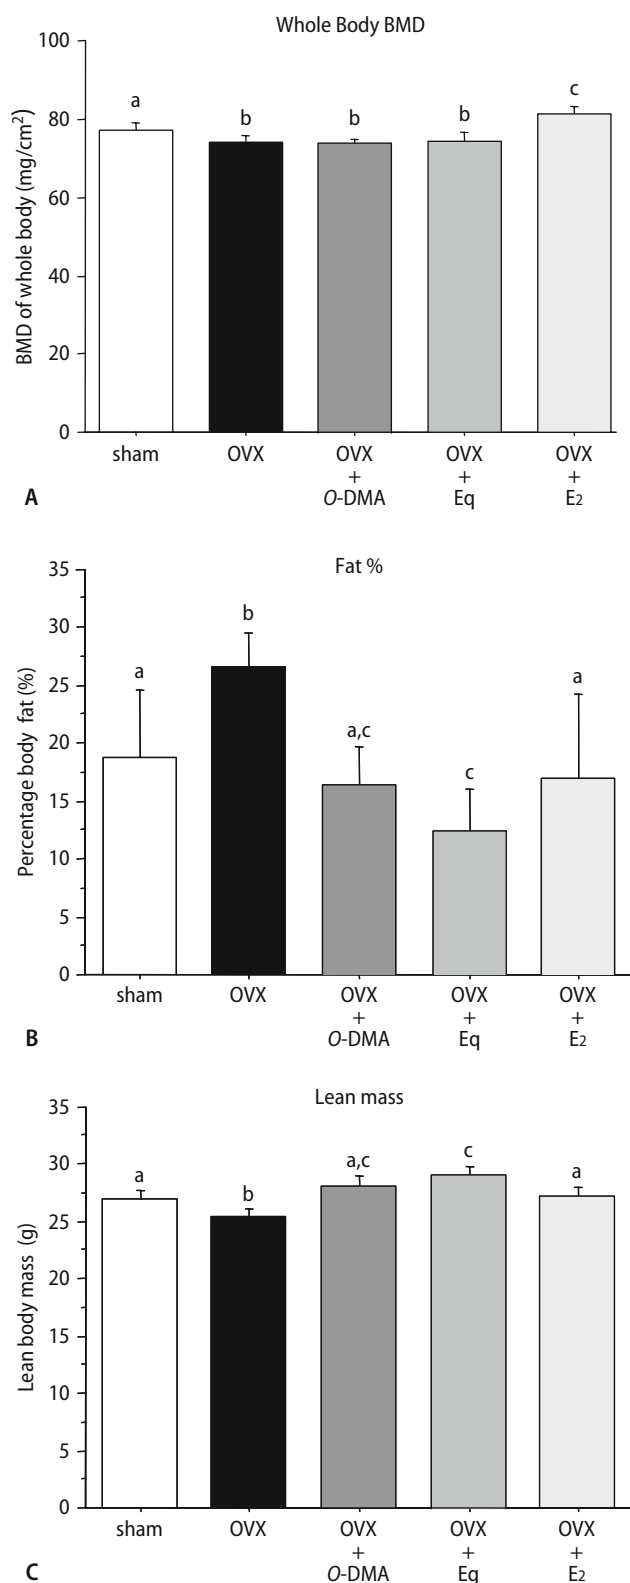 Whole Body BMD
BMD of whole body (mg/cm²)
100
80
60
40
20
0
a
b
b
b
c
sham
OVX
OVX
+
O-DMA
OVX
+
Eq
OVX
+
E₂
A
Fat %
Percentage body fat (%)
35
30
25
20
15
10
5
0
a
b
a,c
c
a
sham
OVX
OVX
+
O-DMA
OVX
+
Eq
OVX
+
E₂
B
Lean mass
Lean body mass (g)
35
30
25
20
15
10
5
0
a
b
a,c
c
a
sham
OVX
OVX
+
O-DMA
OVX
+
Eq
OVX
+
E₂
C